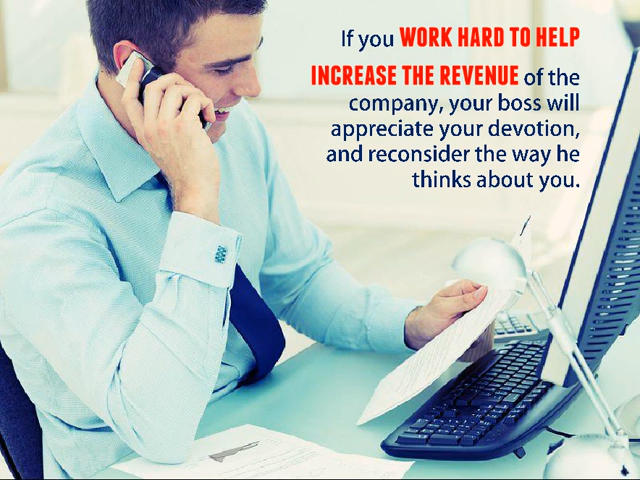 If you WORK HARD TO HELP
INCREASE THE REVENUE of the
company, your boss will
appreciate your devotion,
and reconsider the way he
thinks about you.